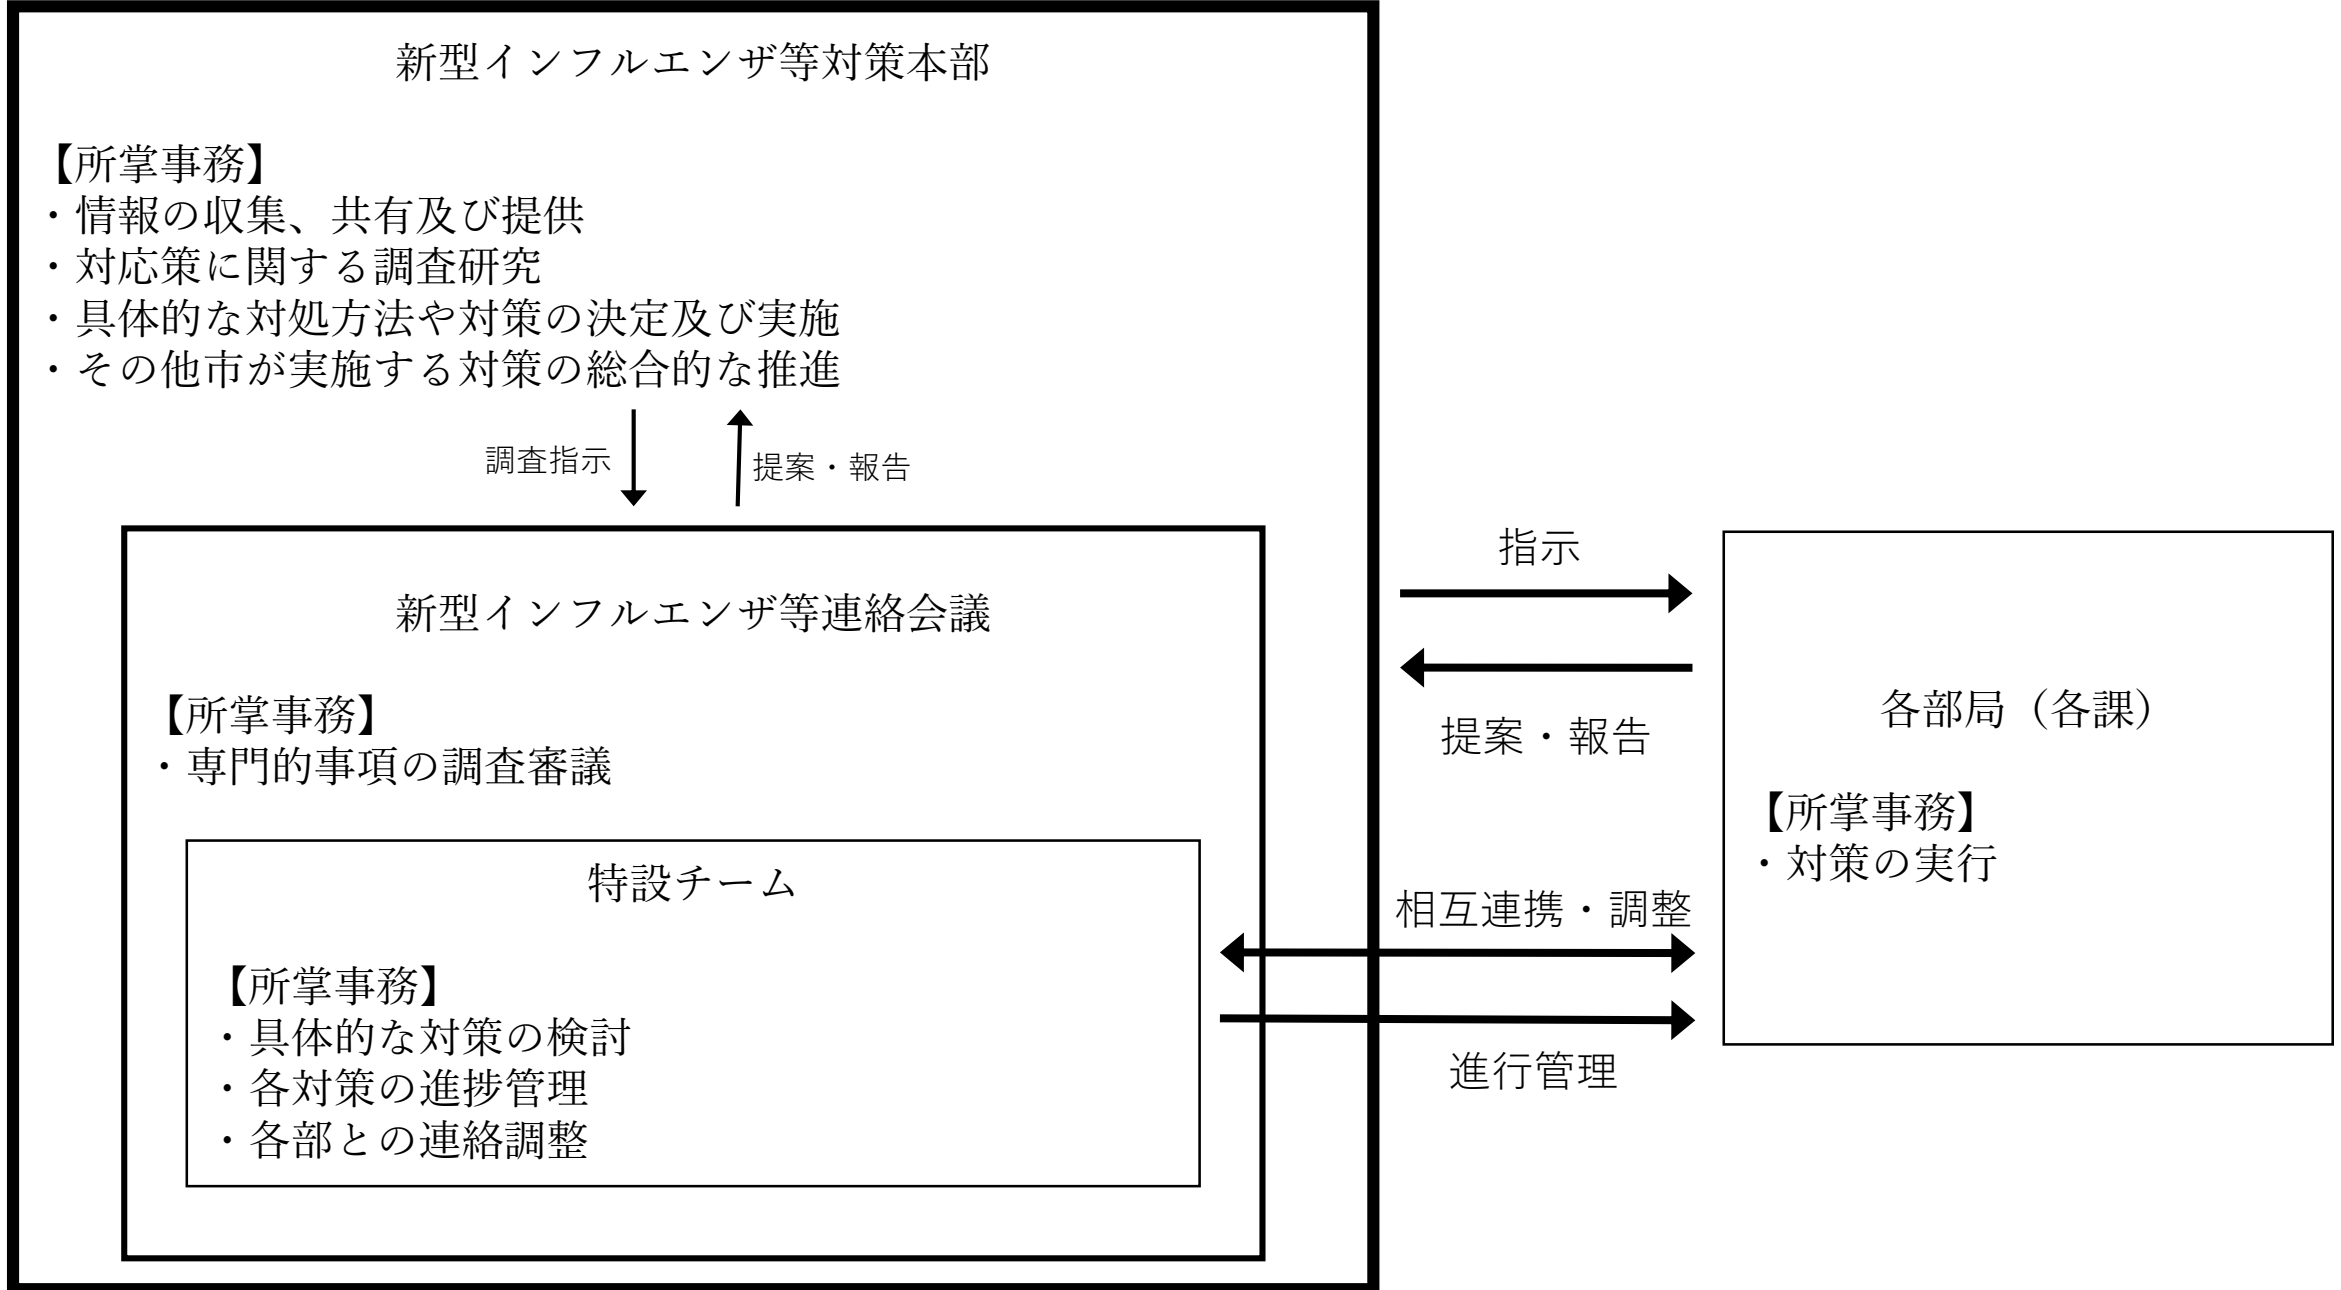 新型インフルエンザ等対策本部
【所掌事務】
・情報の収集、共有及び提供
・対応策に関する調査研究
・具体的な対処方法や対策の決定及び実施
・その他市が実施する対策の総合的な推進
調査指示
提案・報告
新型インフルエンザ等連絡会議
【所掌事務】
・専門的事項の調査審議
特設チーム
【所掌事務】
・具体的な対策の検討
・各対策の進捗管理
・各部との連絡調整
指示
提案・報告
相互連携・調整
進行管理
各部局（各課）
【所掌事務】
・対策の実行